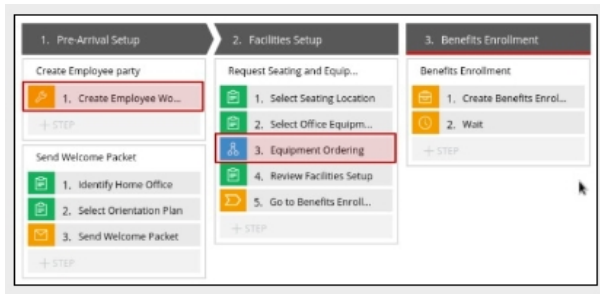 1. Pre-Arrival Setup
Create Employee party
1. Create Employee Wo...
+ STEP
Send Welcome Packet
1. Identify Home Office
2. Select Orientation Plan
3. Send Welcome Packet
+ STEP
2. Facilities Setup
Request Seating and Equip...
1. Select Seating Location
2. Select Office Equipm...
3. Equipment Ordering
4. Review Facilities Setup
5. Go to Benefits Enroll...
+ STEP
3. Benefits Enrollment
Benefits Enrollment
1. Create Benefits Enrol...
2. Wait
+ STEP